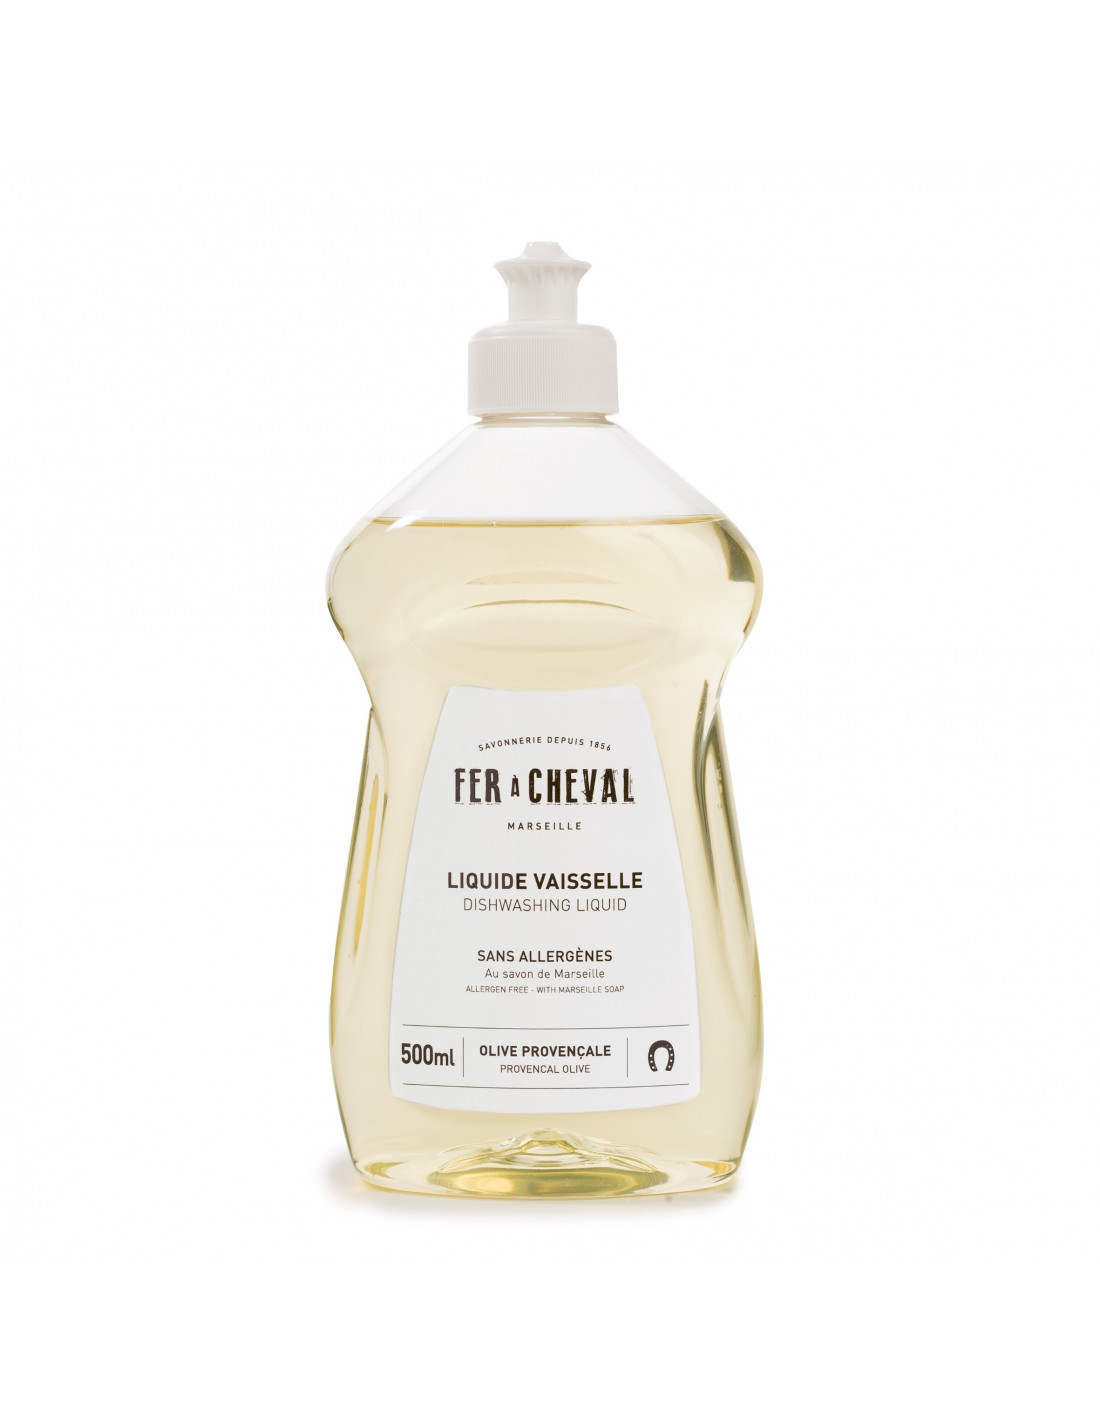 SAVONNERIE DEPUIS 1856
FER À CHEVAL
MARSEILLE
LIQUIDE VAISSELLE
DISHWASHING LIQUID
SANS ALLERGÈNES
Au savon de Marseille
ALLERGEN FREE - WITH MARSEILLE SOAP
500ml
OLIVE PROVENÇALE
PROVENCAL OLIVE